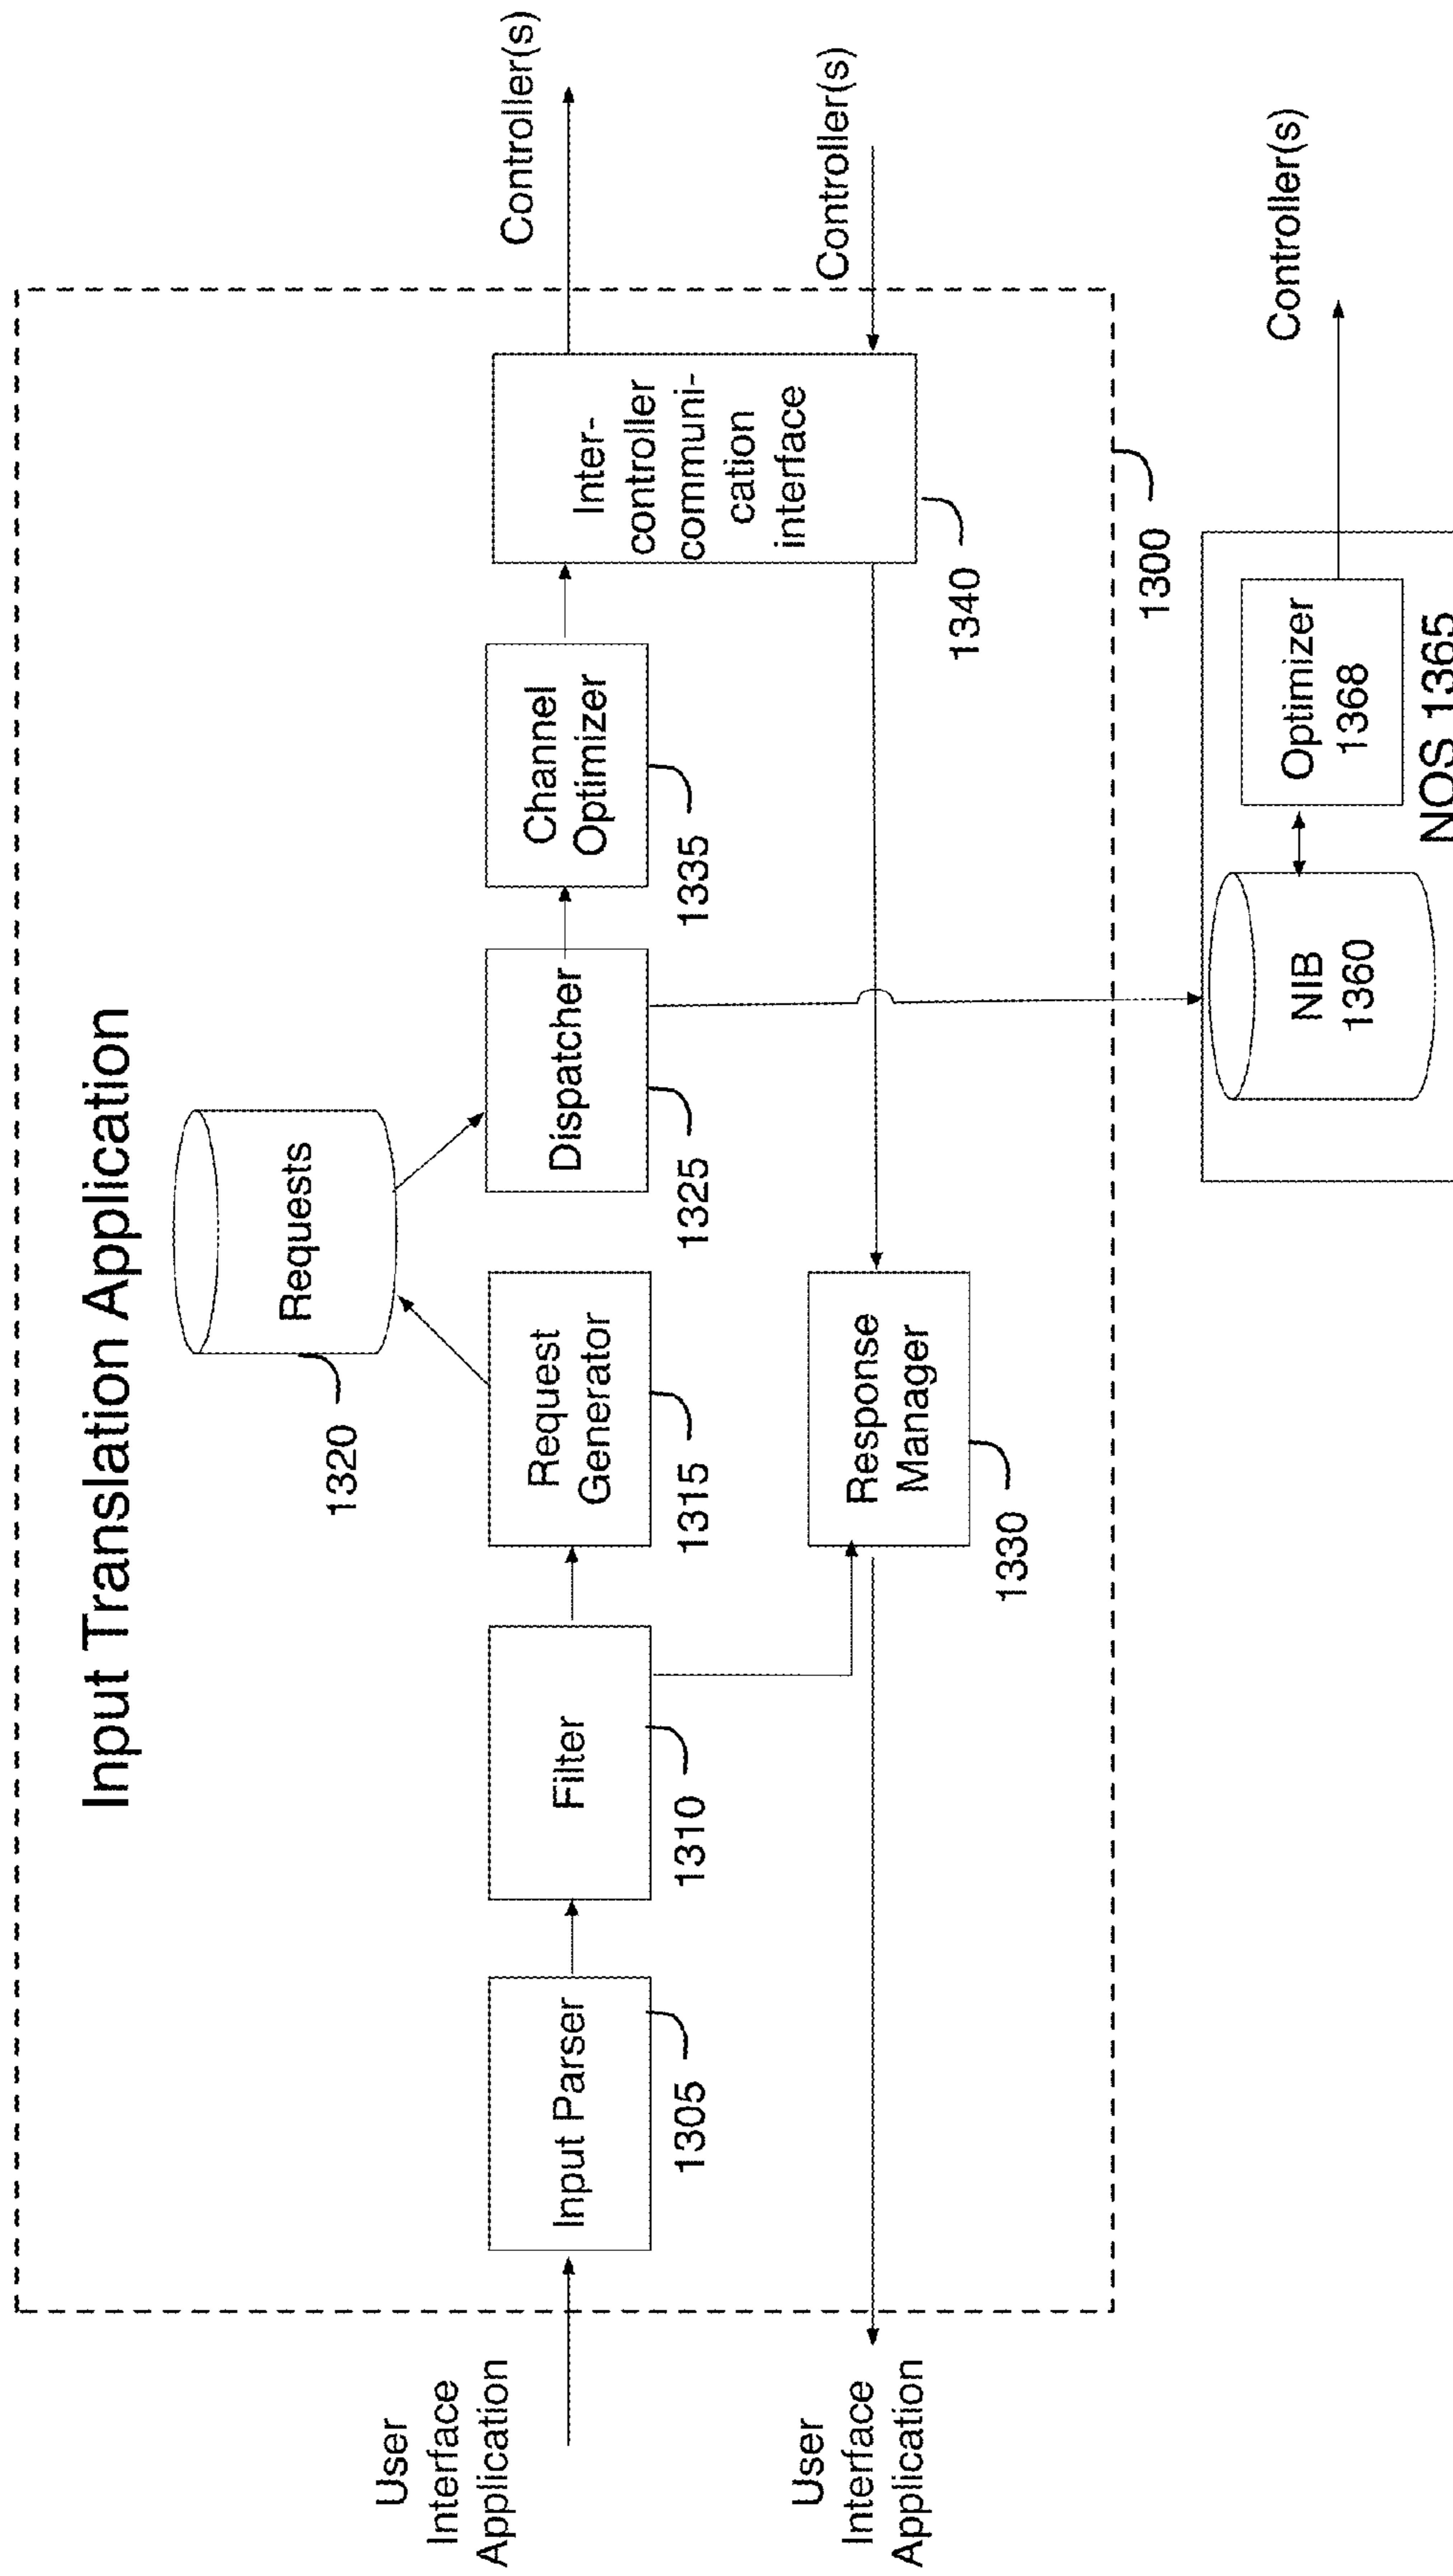 Input Translation Application
Requests
1320
User
Interface
Application
Input Parser
1305
Filter
1310
Request
Generator
1315
Dispatcher
1325
Channel
Optimizer
1335
Inter-
controller
communi-
cation
interface
1340
Controller(s)
Controller(s)
User
Interface
Application
Response
Manager
1330
1300
NIB
1360
Optimizer
1368
NOS 1365
Controller(s)